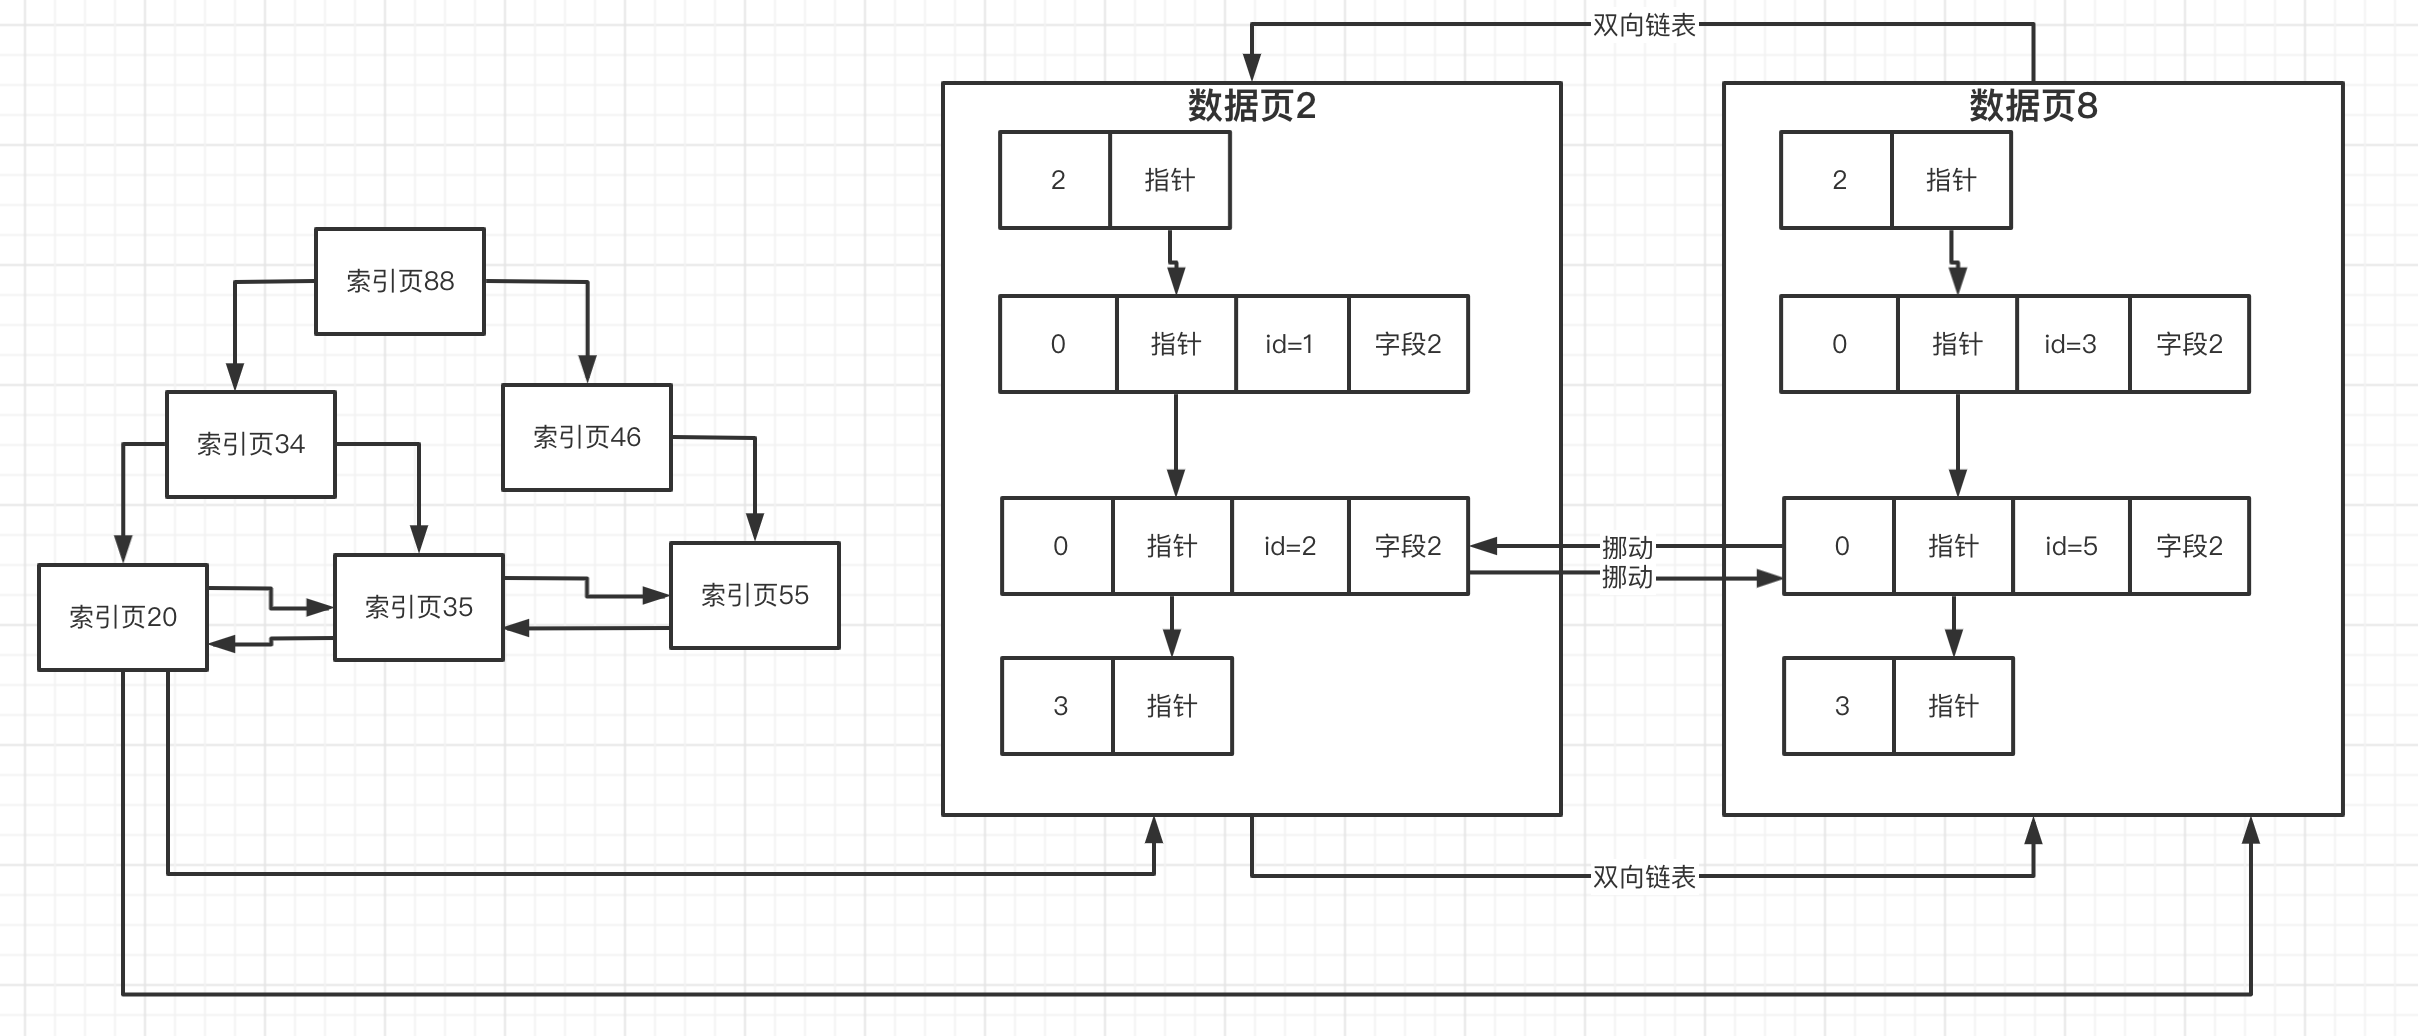 双向链表
数据页2
数据页8
2 指针
2 指针
索引页88
0 指针 id=1 字段2
0 指针 id=3 字段2
索引页34
索引页46
0 指针 id=2 字段2
挪动
挪动
0 指针 id=5 字段2
索引页20
索引页35
索引页55
3 指针
3 指针
双向链表